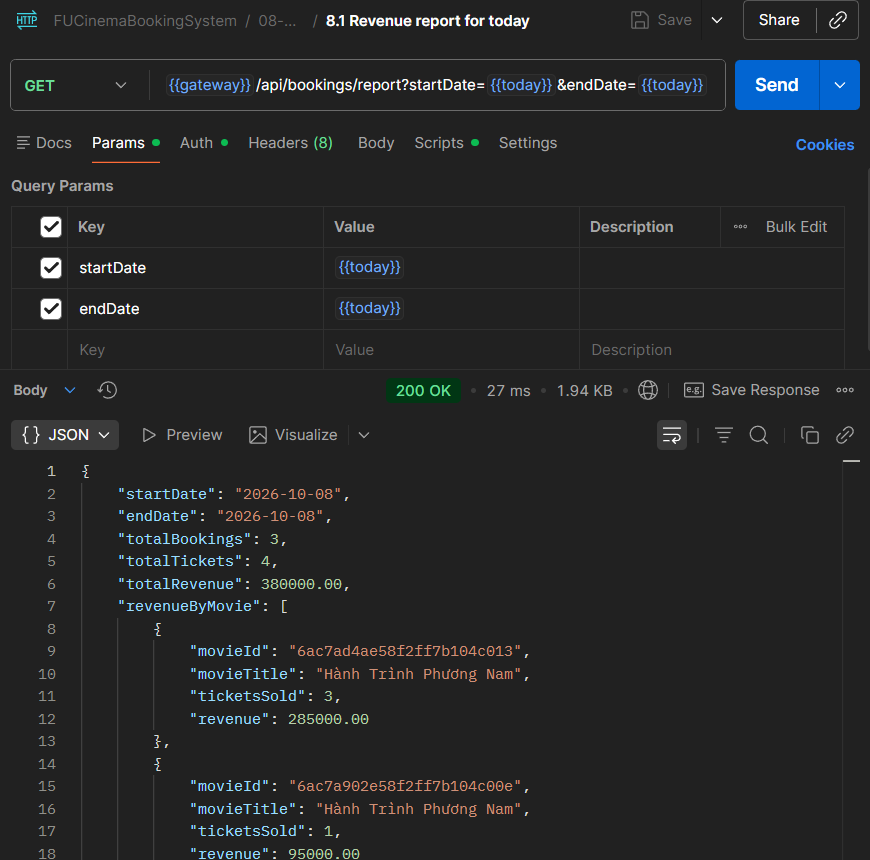 HTTP FUCinemaBookingSystem / 08-... / 8.1 Revenue report for today Save Share
GET {{gateway}}/api/bookings/report?startDate={{today}}&endDate={{today}} Send
Docs Params Auth Headers (8) Body Scripts Settings Cookies
Query Params
Key Value Description Bulk Edit
startDate {{today}}
endDate {{today}}
Key Value Description
Body 200 OK 27 ms 1.94 KB e.g. Save Response
{} JSON Preview Visualize
1 {
2 "startDate": "2026-10-08",
3 "endDate": "2026-10-08",
4 "totalBookings": 3,
5 "totalTickets": 4,
6 "totalRevenue": 380000.00,
7 "revenueByMovie": [
8 {
9 "movieId": "6ac7ad4ae58f2ff7b104c013",
10 "movieTitle": "Hành Trình Phương Nam",
11 "ticketsSold": 3,
12 "revenue": 285000.00
13 },
14 {
15 "movieId": "6ac7a902e58f2ff7b104c00e",
16 "movieTitle": "Hành Trình Phương Nam",
17 "ticketsSold": 1,
18 "revenue": 95000.00